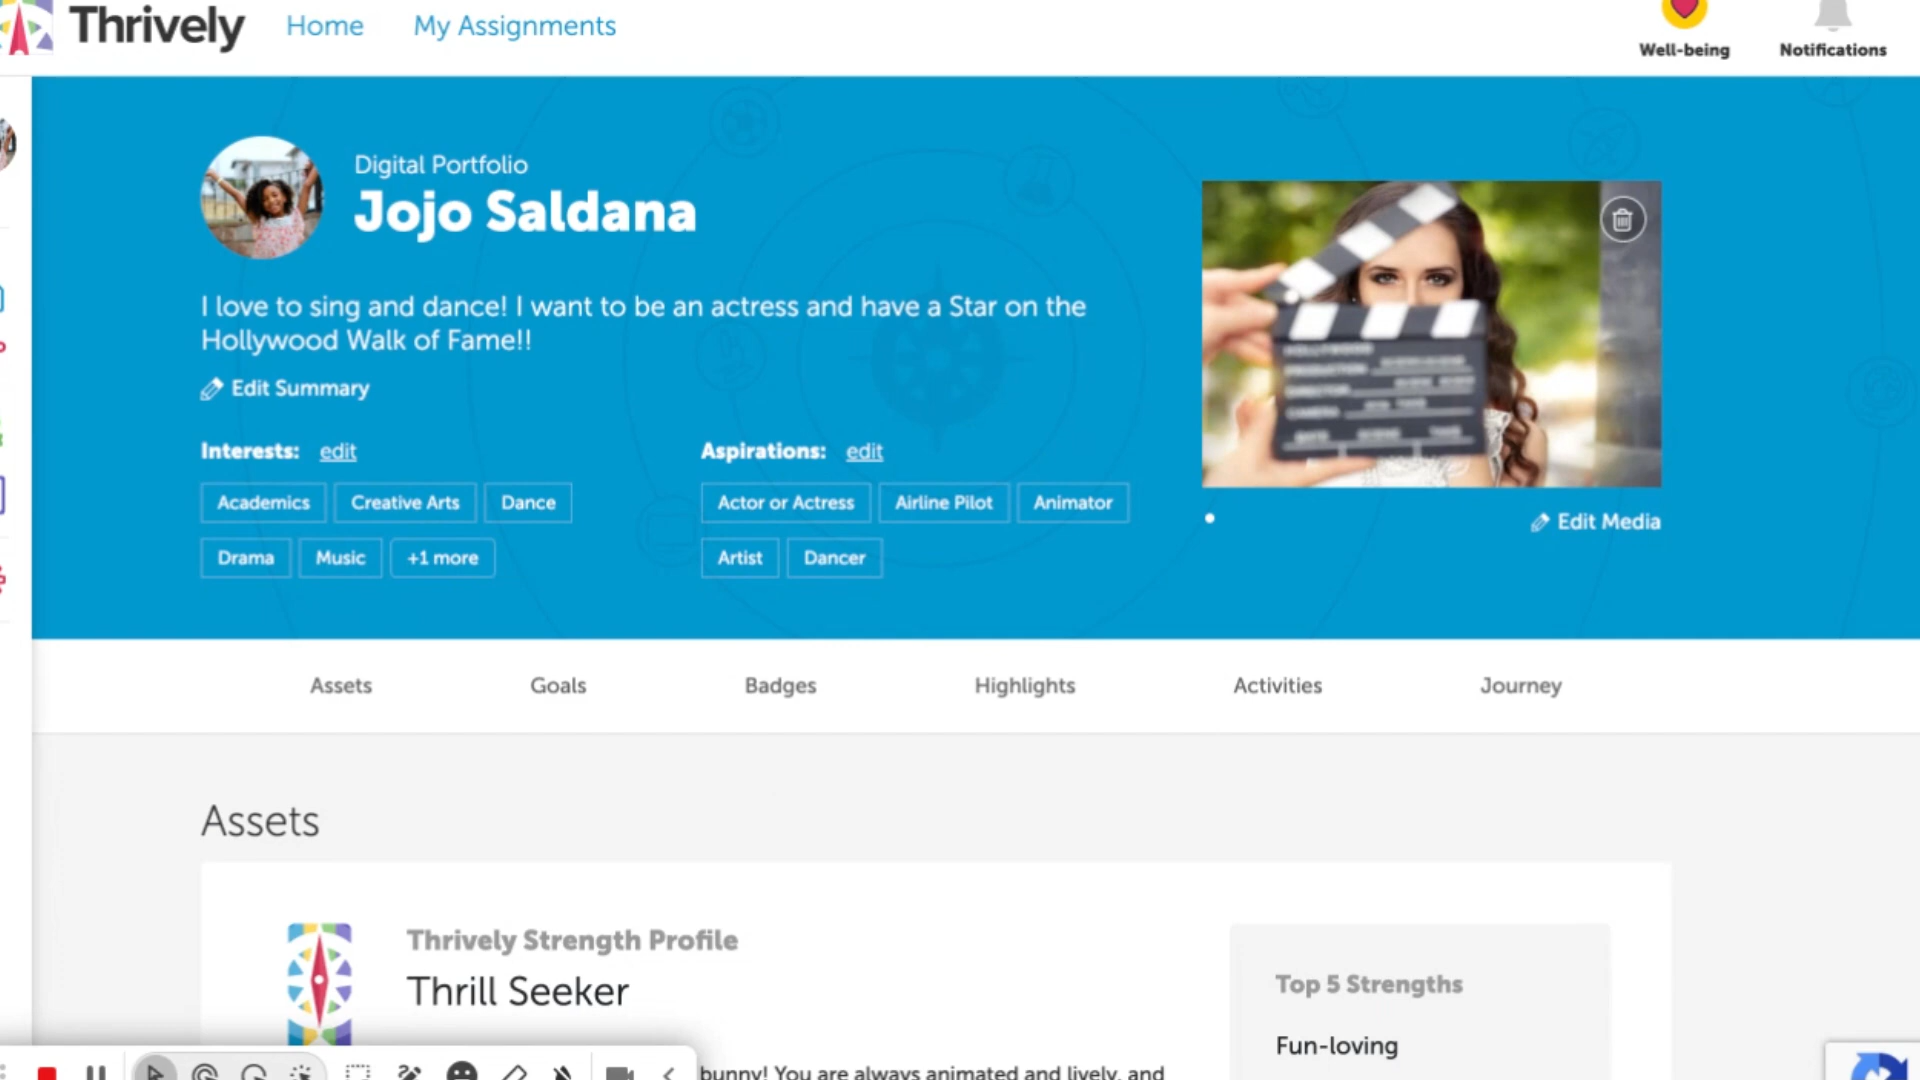 Thrively
Home
My Assignments
Well-being
Notifications
Digital Portfolio
Jojo Saldana
I love to sing and dance! I want to be an actress and have a Star on the
Hollywood Walk of Fame!!
Edit Summary
Interests: edit
Academics
Creative Arts
Dance
Drama
Music
+1 more
Aspirations: edit
Actor or Actress
Airline Pilot
Animator
Artist
Dancer
Edit Media
Assets
Goals
Badges
Highlights
Activities
Journey
Assets
Thrively Strength Profile
Thrill Seeker
bunny! You are always animated and lively, and
Top 5 Strengths
Fun-loving